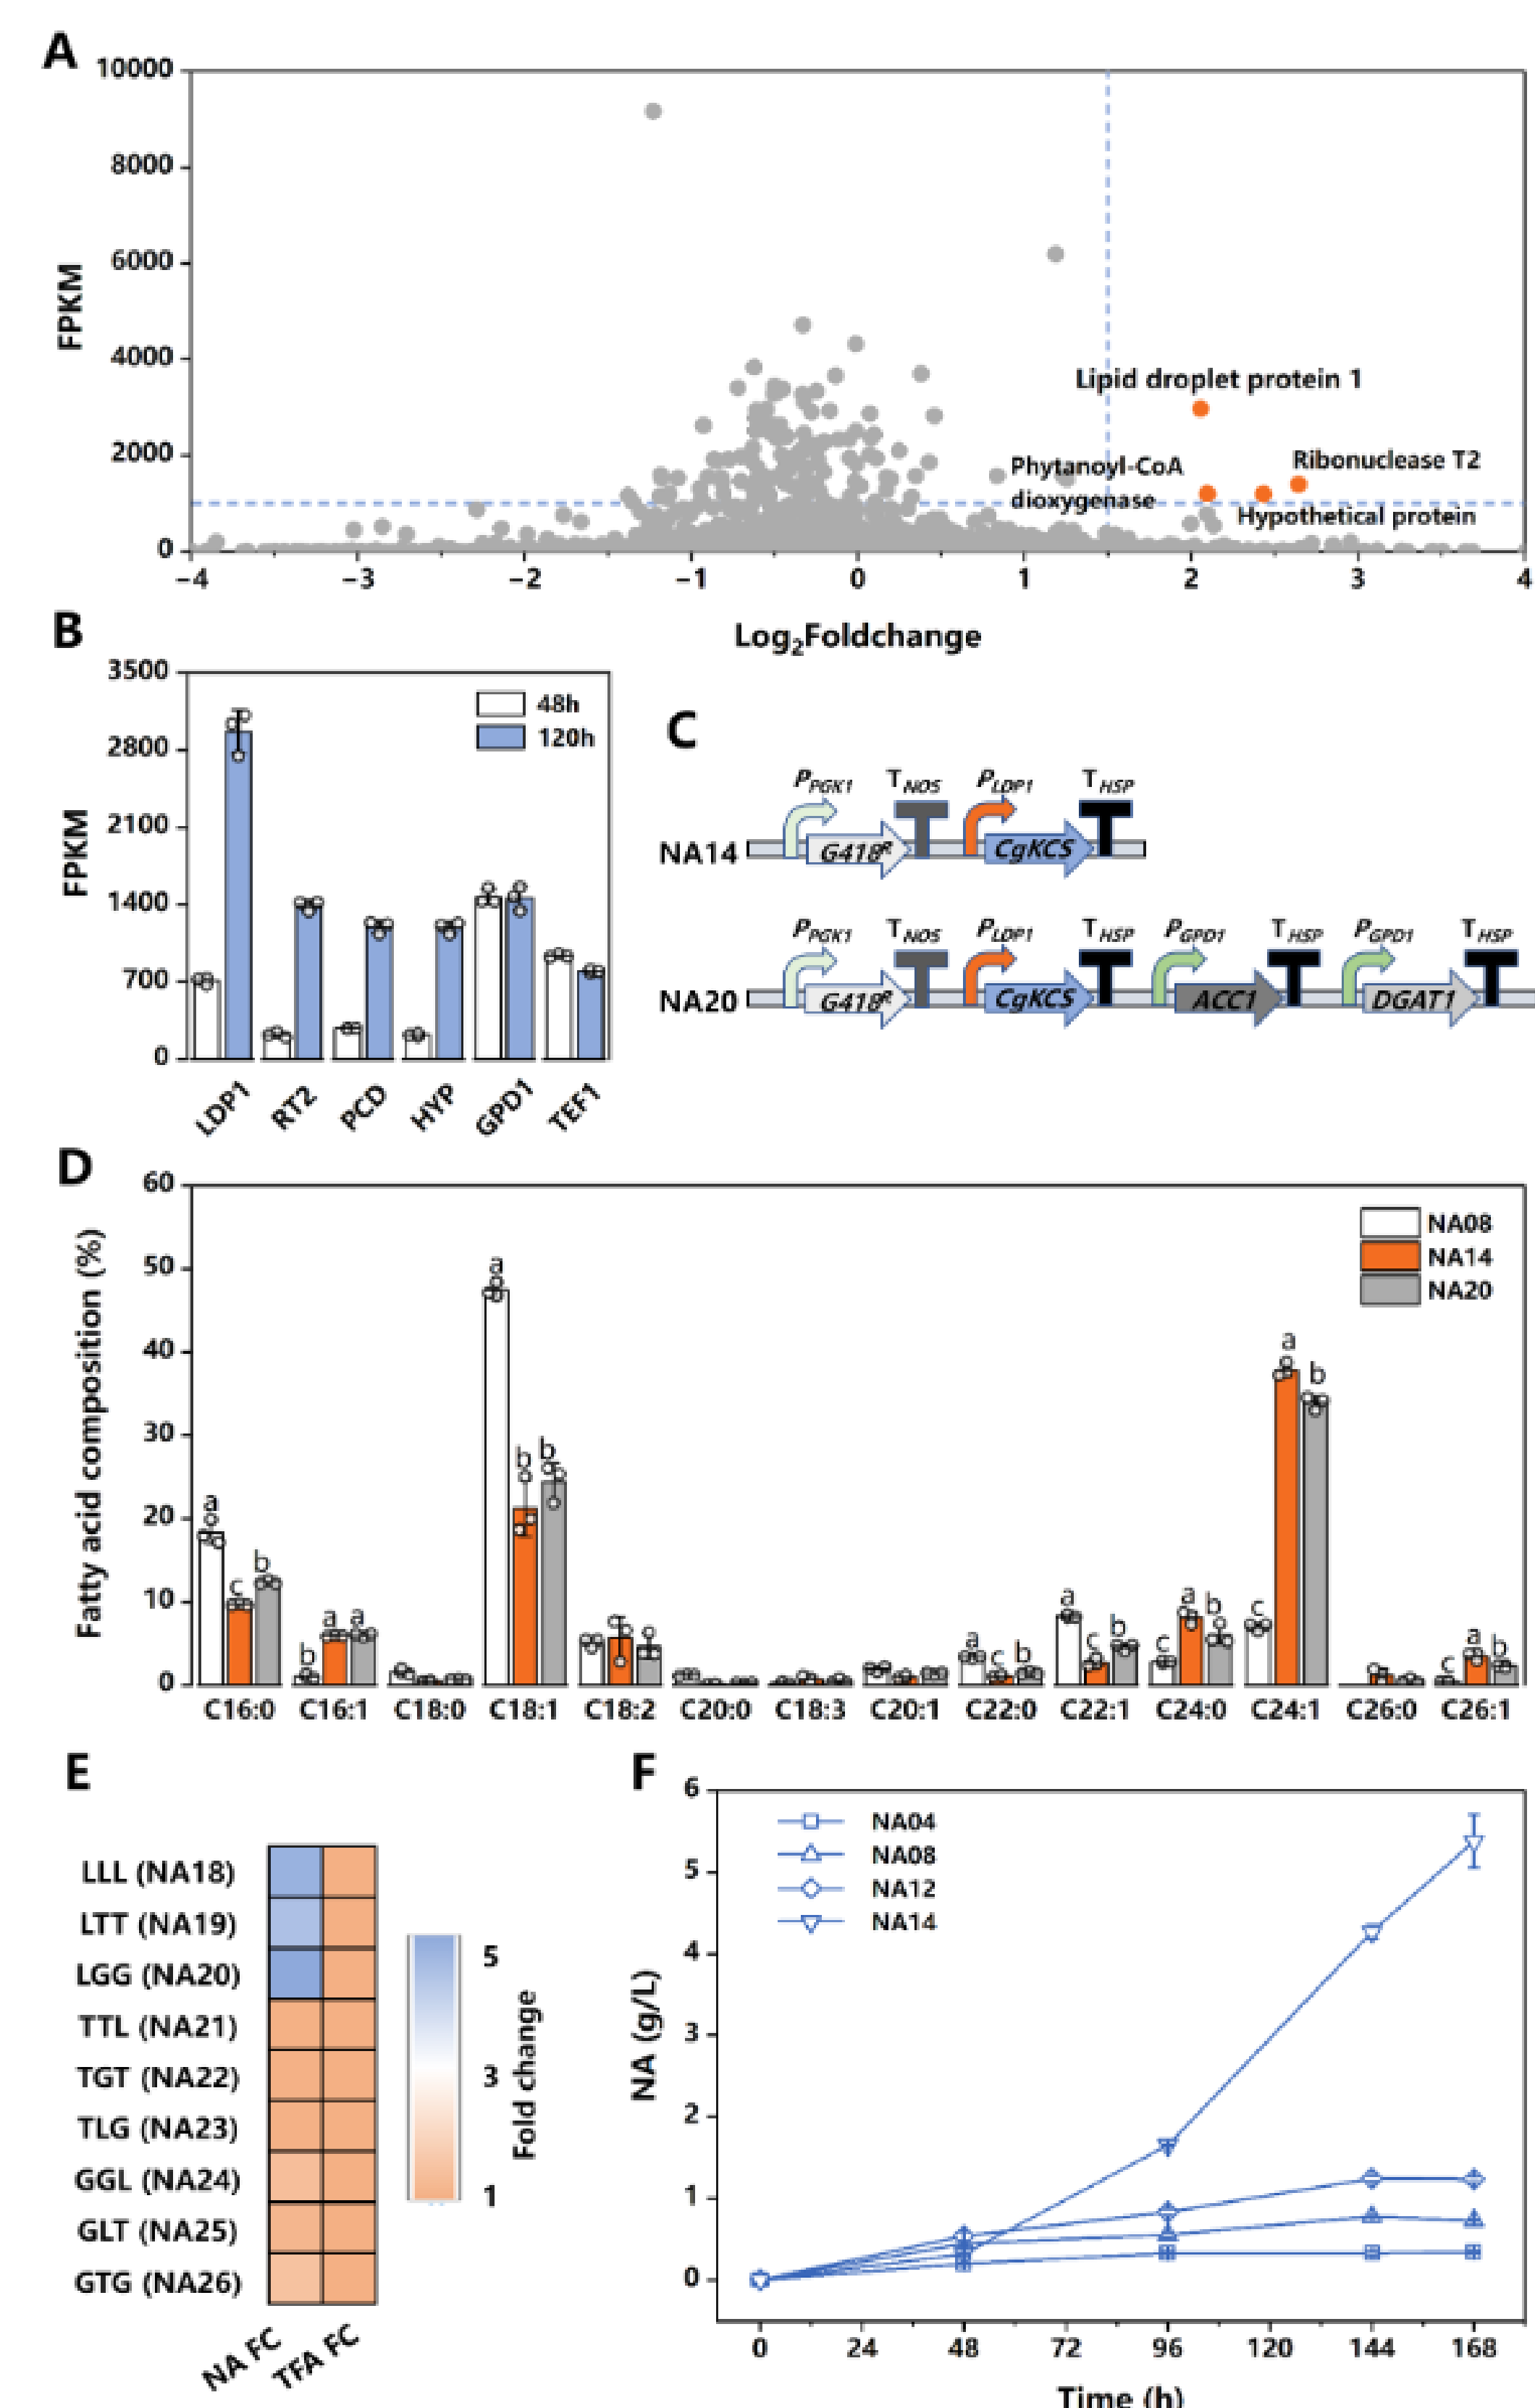 A
10000
8000
6000
4000
2000
0
FPKM
Lipid droplet protein 1
Phytanoyl-CoA
dioxygenase
Ribonuclease T2
Hypothetical protein
−4 −3 −2 −1 0 1 2 3 4
Log2Foldchange
B
3500
2800
2100
1400
700
0
FPKM
48h
120h
LDP1 RT2 PCD HYP GPD1 TEF1
C
PPGK1 TNOS PLDP1 THSP
NA14 G418R CgKCS
PPGK1 TNOS PLDP1 THSP PGPD1 THSP PGPD1 THSP
NA20 G418R CgKCS ACC1 DGAT1
D
60
50
40
30
20
10
0
Fatty acid composition (%)
NA08
NA14
NA20
a c b
b a a
a b b
a c b
a c b
c a b
c a b
c a b
C16:0 C16:1 C18:0 C18:1 C18:2 C20:0 C18:3 C20:1 C22:0 C22:1 C24:0 C24:1 C26:0 C26:1
E
LLL (NA18)
LTT (NA19)
LGG (NA20)
TTL (NA21)
TGT (NA22)
TLG (NA23)
GGL (NA24)
GLT (NA25)
GTG (NA26)
NA FC TFA FC
5
3
1
Fold change
F
6
5
4
3
2
1
0
NA (g/L)
NA04
NA08
NA12
NA14
0 24 48 72 96 120 144 168
Time (h)